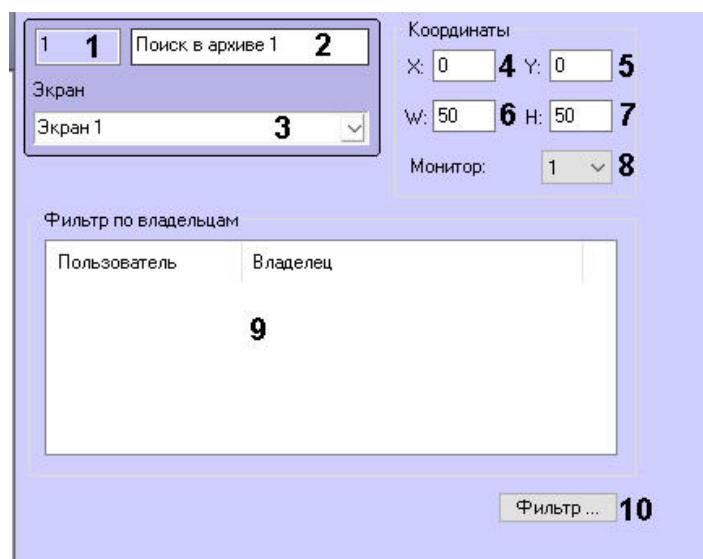 1 1 Поиск в архиве 1 2
Экран
Экран 1 3
Координаты
X: 0 4 Y: 0 5
W: 50 6 H: 50 7
Монитор: 1 8
Фильтр по владельцам
Пользователь Владелец
9
Фильтр ... 10